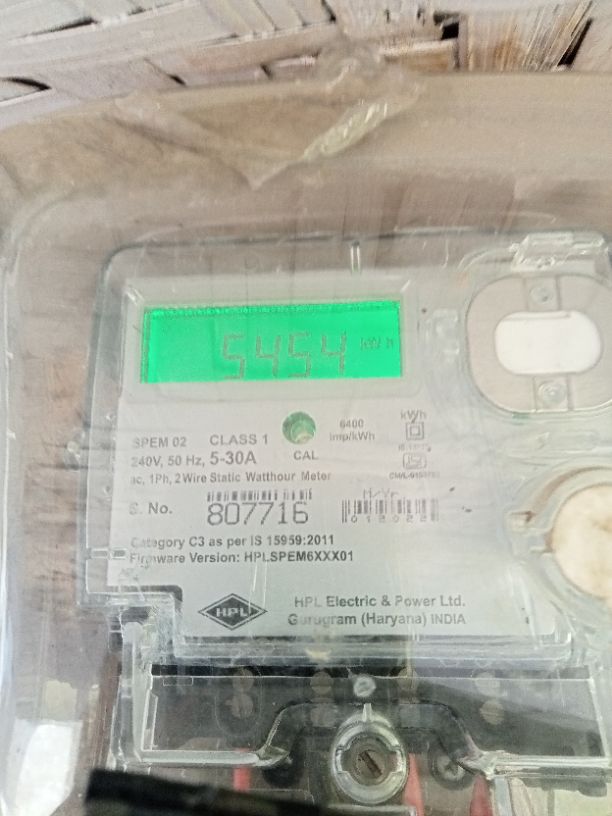 5454 kWh
SPEM 02 CLASS 1
6400
imp/kWh
kWh
240V, 50 Hz, 5-30A
CAL
ac, 1Ph, 2 Wire Static Watthour Meter
S. No. 807716
M/Yr.
012022
Category C3 as per IS 15959:2011
Firmware Version: HPLSPEM6XXX01
HPL
HPL Electric & Power Ltd.
Gurugram (Haryana) INDIA